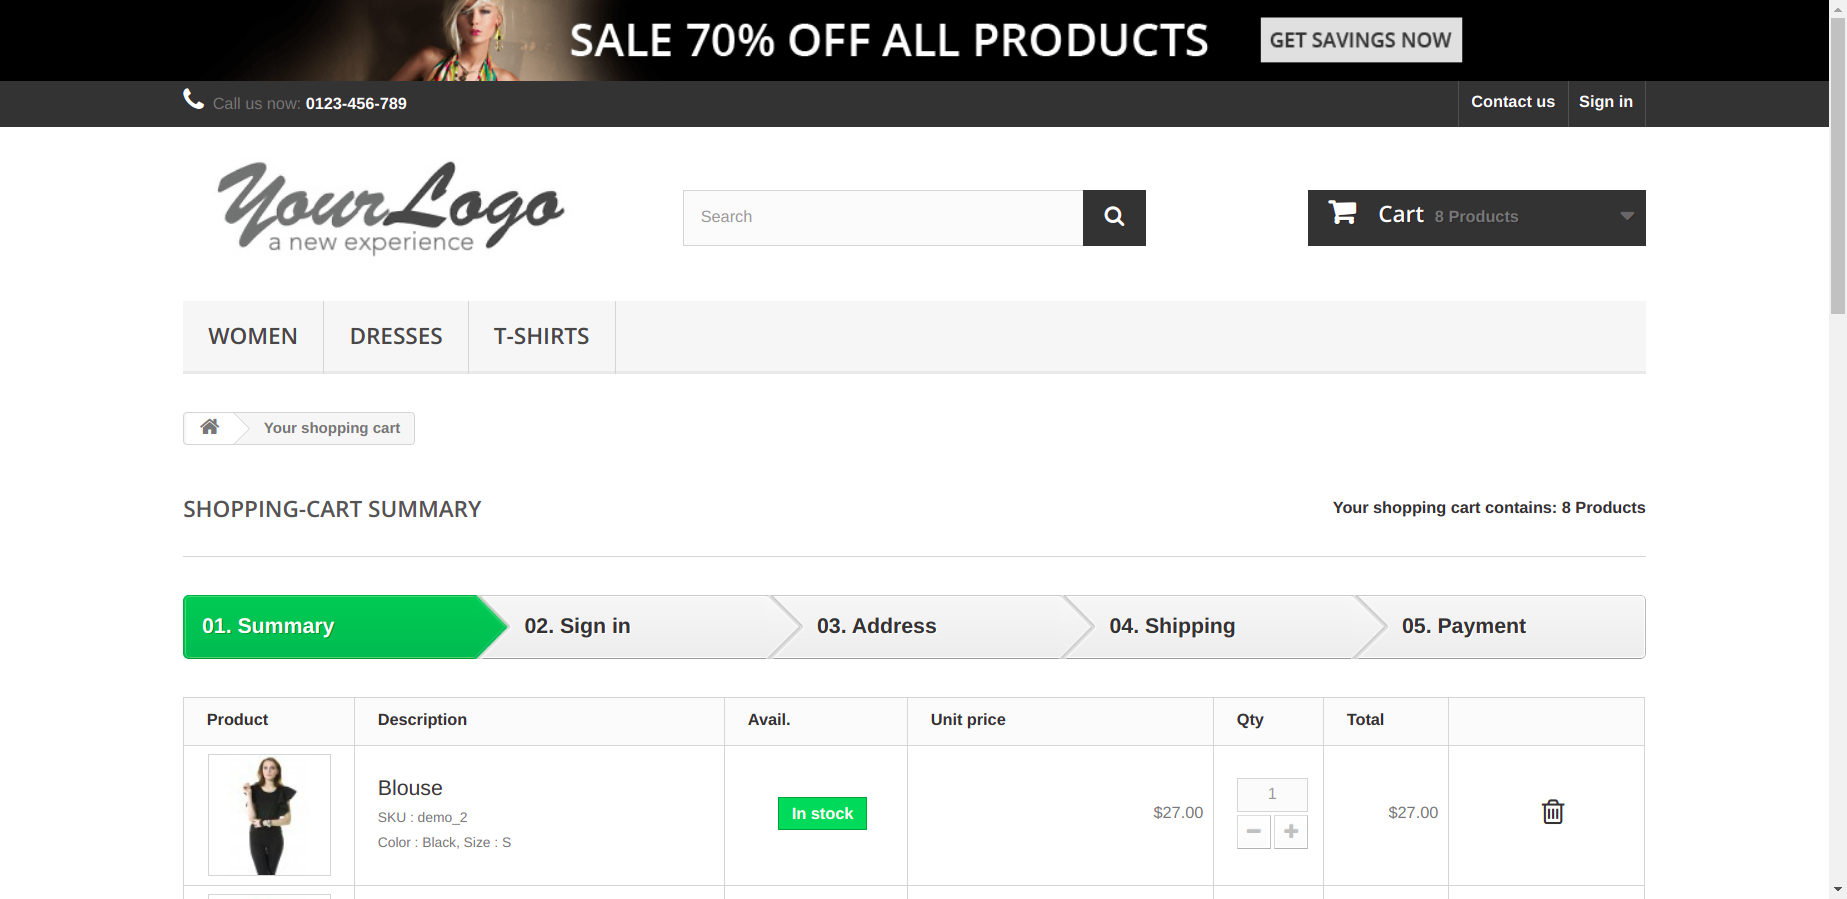 SALE 70% OFF ALL PRODUCTS GET SAVINGS NOW
Call us now: 0123-456-789 Contact us Sign in
Your Logo
a new experience
Search
Cart 8 Products
WOMEN DRESSES T-SHIRTS
Your shopping cart
SHOPPING-CART SUMMARY Your shopping cart contains: 8 Products
01. Summary 02. Sign in 03. Address 04. Shipping 05. Payment
Product Description Avail. Unit price Qty Total
Blouse
SKU : demo_2
Color : Black, Size : S
In stock $27.00 1 $27.00